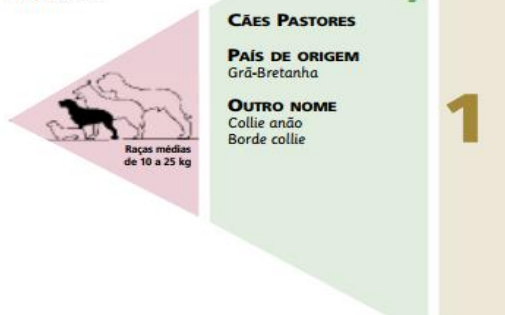 CÃES PASTORES
PAÍS DE ORIGEM
Grã-Bretanha
OUTRO NOME
Collie anão
Borde collie
1
Raças médias
de 10 a 25 kg